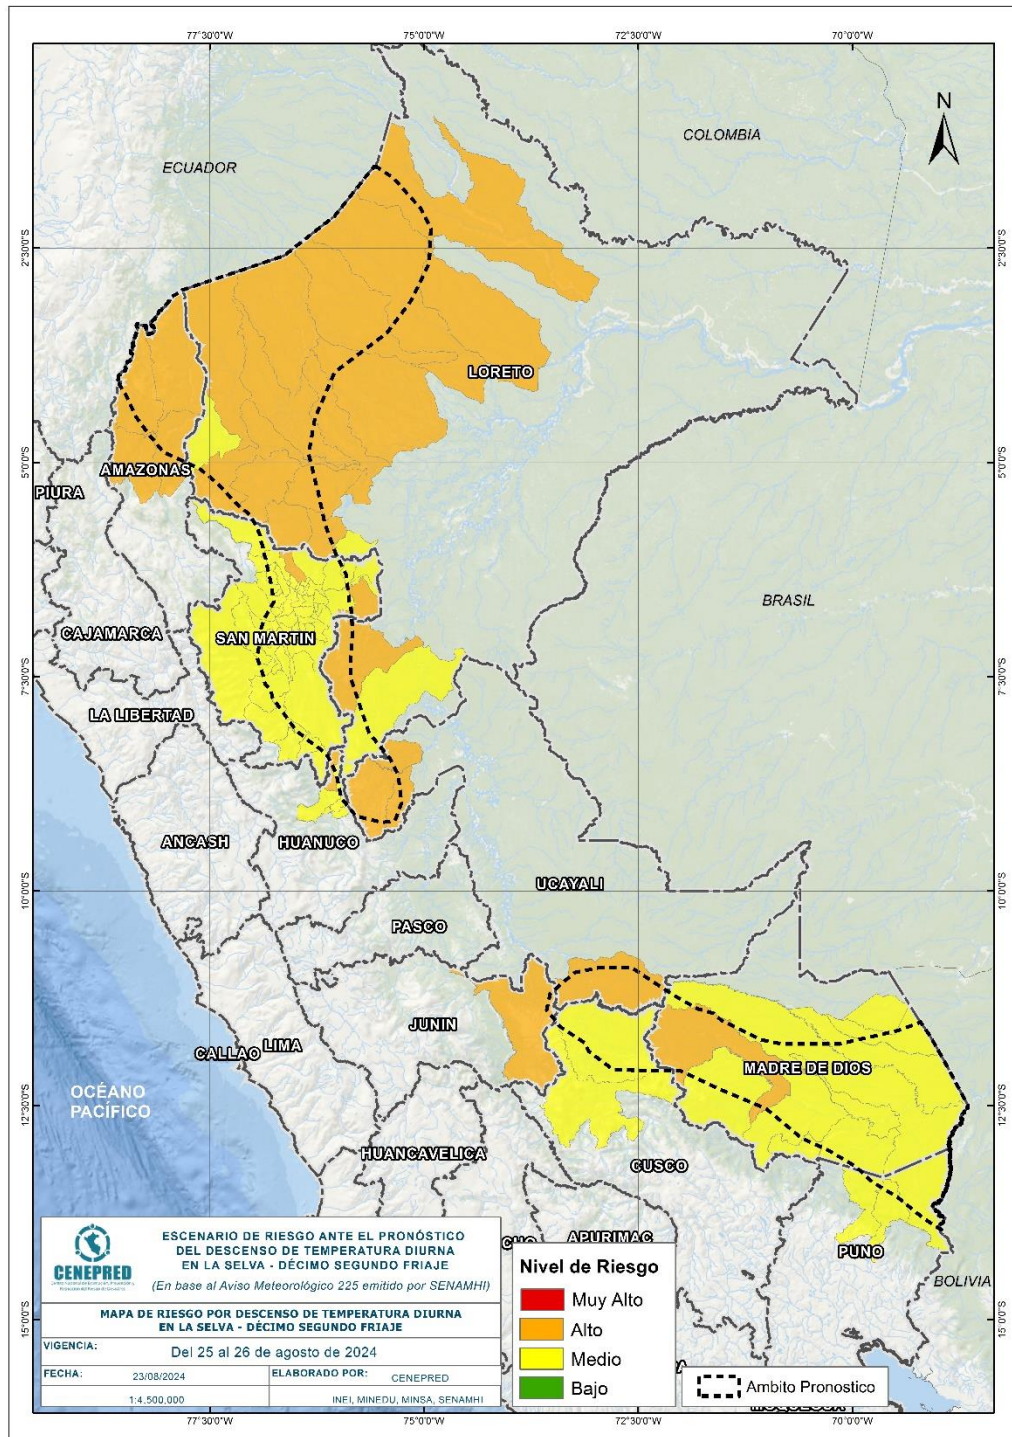 77°30'0"W 75°0'0"W 72°30'0"W 70°0'0"W
N
COLOMBIA
ECUADOR
2°30'0"S 2°30'0"S
LORETO
5°0'0"S 5°0'0"S
AMAZONAS
PIURA
BRASIL
CAJAMARCA
SAN MARTIN
7°30'0"S 7°30'0"S
LA LIBERTAD
ANCASH
HUANUCO
UCAYALI
10°0'0"S 10°0'0"S
PASCO
JUNIN
CALLAO
LIMA
MADRE DE DIOS
OCÉANO
PACÍFICO
12°30'0"S 12°30'0"S
HUANCAVELICA
CUSCO
APURIMAC
PUNO
BOLIVIA
15°0'0"S 15°0'0"S
CENEPRED
ESCENARIO DE RIESGO ANTE EL PRONÓSTICO
DEL DESCENSO DE TEMPERATURA DIURNA
EN LA SELVA - DÉCIMO SEGUNDO FRIAJE
(En base al Aviso Meteorológico 225 emitido por SENAMHI)
MAPA DE RIESGO POR DESCENSO DE TEMPERATURA DIURNA
EN LA SELVA - DÉCIMO SEGUNDO FRIAJE
VIGENCIA: Del 25 al 26 de agosto de 2024
FECHA: 23/08/2024 ELABORADO POR: CENEPRED
1:4.500,000 INEI, MINEDU, MINSA, SENAMHI
Nivel de Riesgo
Muy Alto
Alto
Medio
Bajo
Ambito Pronostico
77°30'0"W 75°0'0"W 72°30'0"W 70°0'0"W